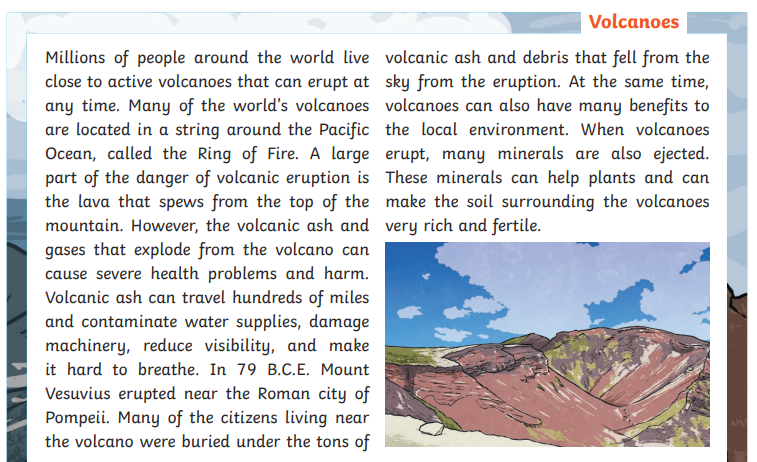 Volcanoes
Millions of people around the world live
close to active volcanoes that can erupt at
any time. Many of the world's volcanoes
are located in a string around the Pacific
Ocean, called the Ring of Fire. A large
part of the danger of volcanic eruption is
the lava that spews from the top of the
mountain. However, the volcanic ash and
gases that explode from the volcano can
cause severe health problems and harm.
Volcanic ash can travel hundreds of miles
and contaminate water supplies, damage
machinery, reduce visibility, and make
it hard to breathe. In 79 B.C.E. Mount
Vesuvius erupted near the Roman city of
Pompeii. Many of the citizens living near
the volcano were buried under the tons of
volcanic ash and debris that fell from the
sky from the eruption. At the same time,
volcanoes can also have many benefits to
the local environment. When volcanoes
erupt, many minerals are also ejected.
These minerals can help plants and can
make the soil surrounding the volcanoes
very rich and fertile.